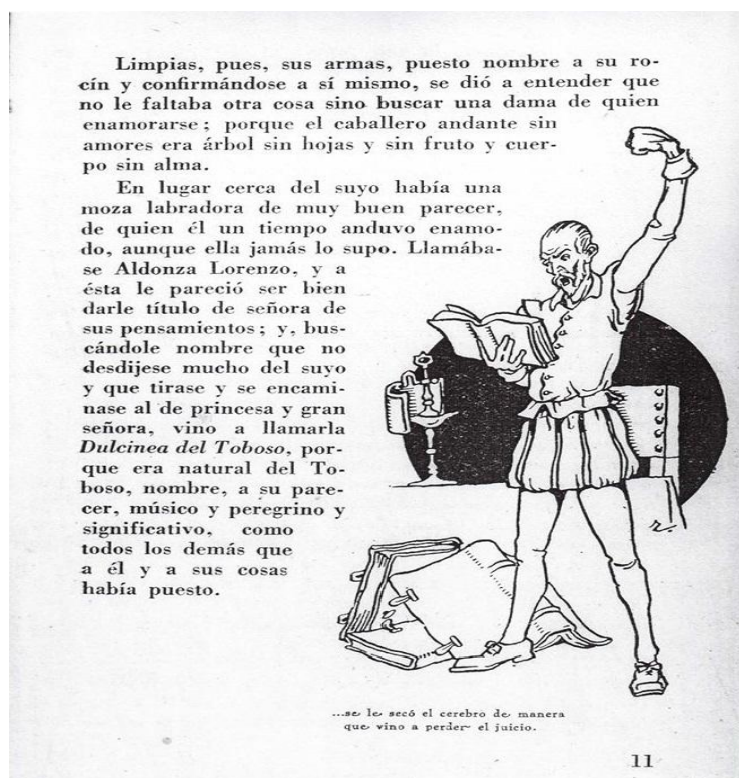 Limpias, pues, sus armas, puesto nombre a su ro-
cín y confirmándose a sí mismo, se dió a entender que
no le faltaba otra cosa sino buscar una dama de quien
enamorarse; porque el caballero andante sin
amores era árbol sin hojas y sin fruto y cuer-
po sin alma.
En lugar cerca del suyo había una
moza labradora de muy buen parecer,
de quien él un tiempo anduvo enamo-
do, aunque ella jamás lo supo. Llamába-
se Aldonza Lorenzo, y a
ésta le pareció ser bien
darle título de señora de
sus pensamientos; y, bus-
cándole nombre que no
desdijese mucho del suyo
y que tirase y se encami-
nase al de princesa y gran
señora, vino a llamarla
Dulcinea del Toboso, por-
que era natural del To-
boso, nombre, a su pare-
cer, músico y peregrino y
significativo, como
todos los demás que
a él y a sus cosas
había puesto.
...se le secó el cerebro de manera
que vino a perder el juicio.
11